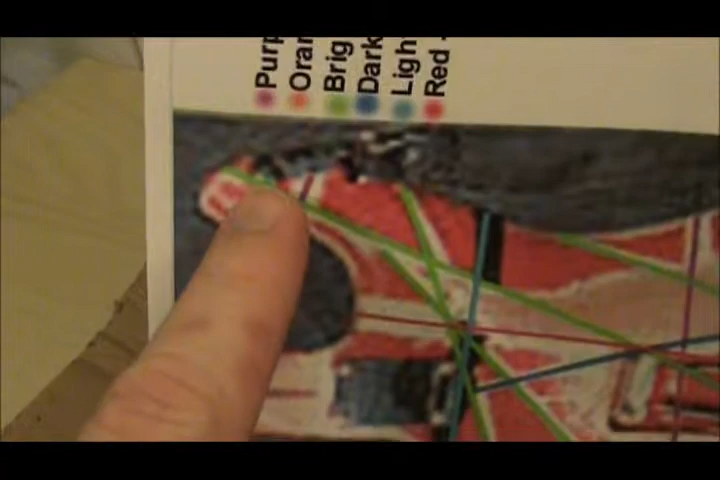 Purp
Oran
Brig
Dark
Ligh
Red -